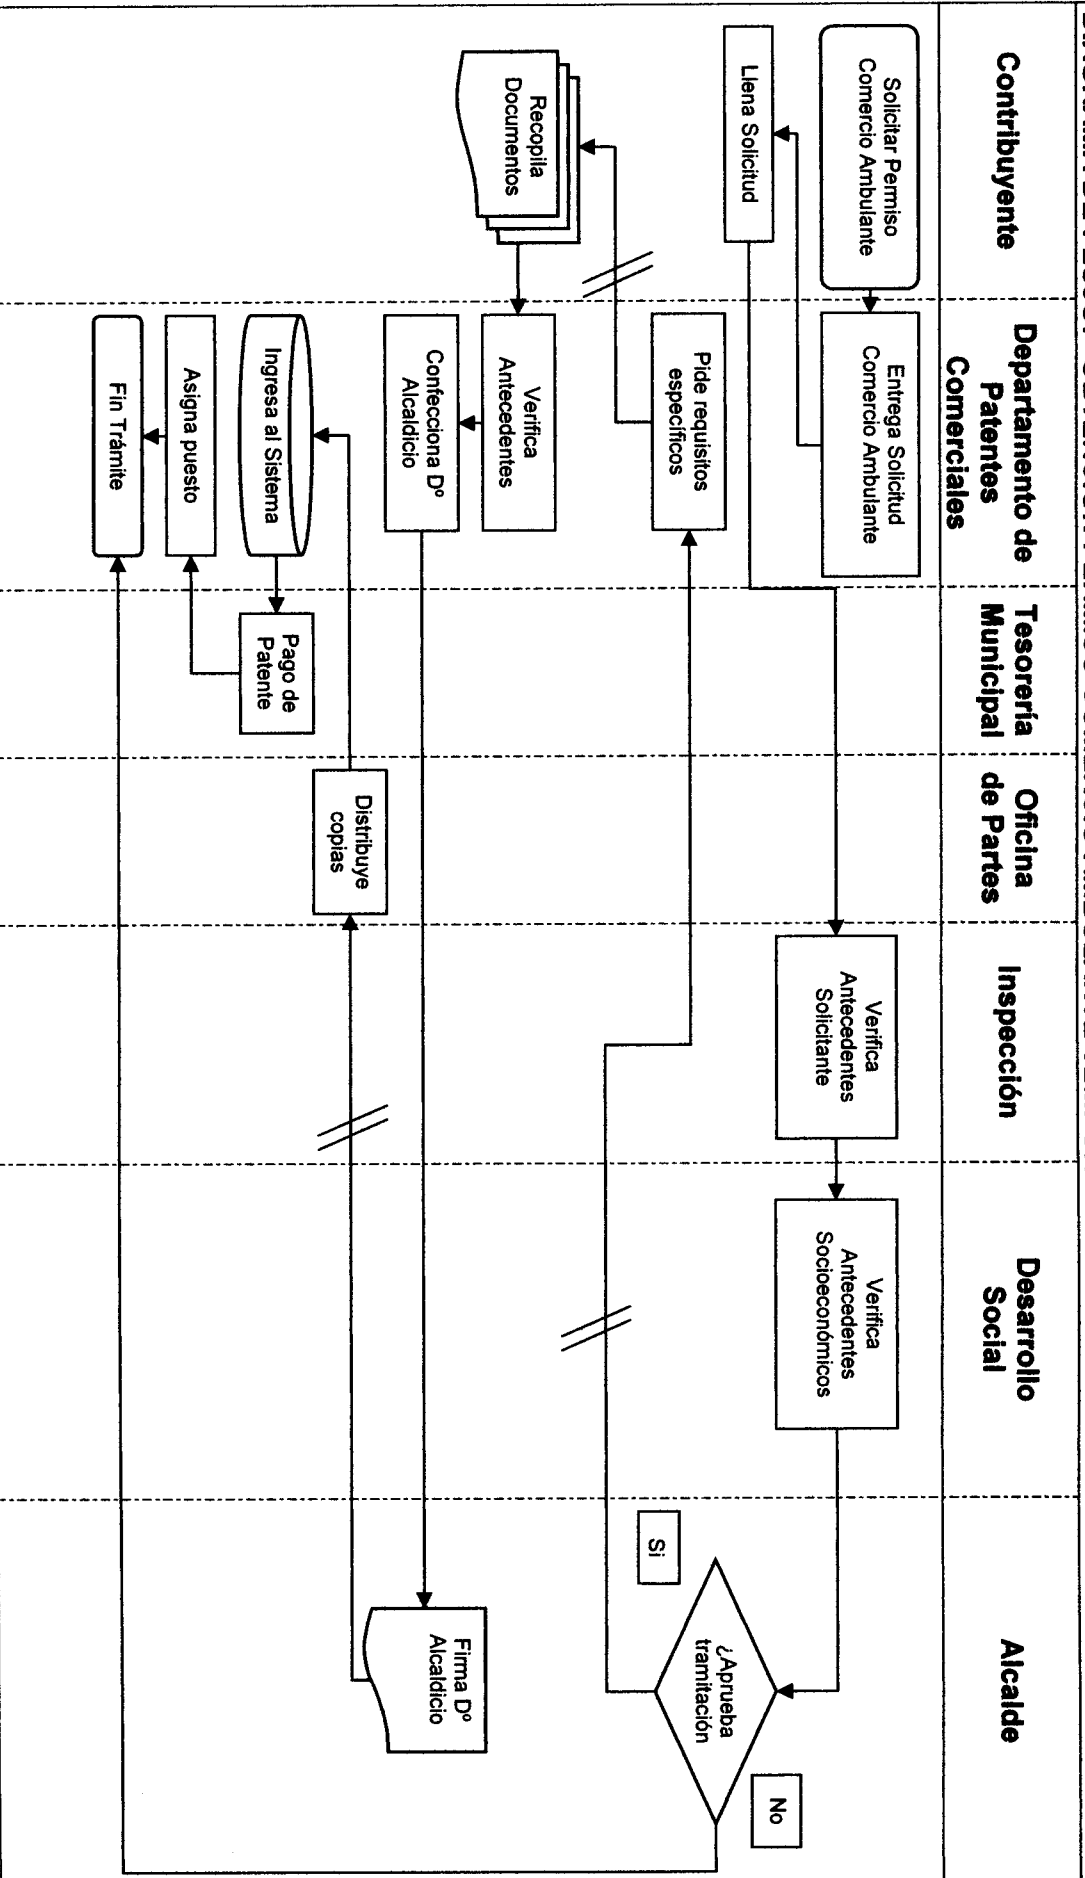 Contribuyente
Departamento de
Patentes
Comerciales
Tesorería
Municipal
Oficina
de Partes
Inspección
Desarrollo
Social
Alcalde
Solicitar Permiso
Comercio Ambulante
Entrega Solicitud
Comercio Ambulante
Llena Solicitud
Verifica
Antecedentes
Solicitante
Verifica
Antecedentes
Socioeconómicos
¿Aprueba
tramitación
No
Si
Pide requisitos
específicos
Recopila
Documentos
Verifica
Antecedentes
Confecciona Dº
Alcaldicio
Firma Dº
Alcaldicio
Distribuye
copias
Ingresa al Sistema
Pago de
Patente
Asigna puesto
Fin Trámite